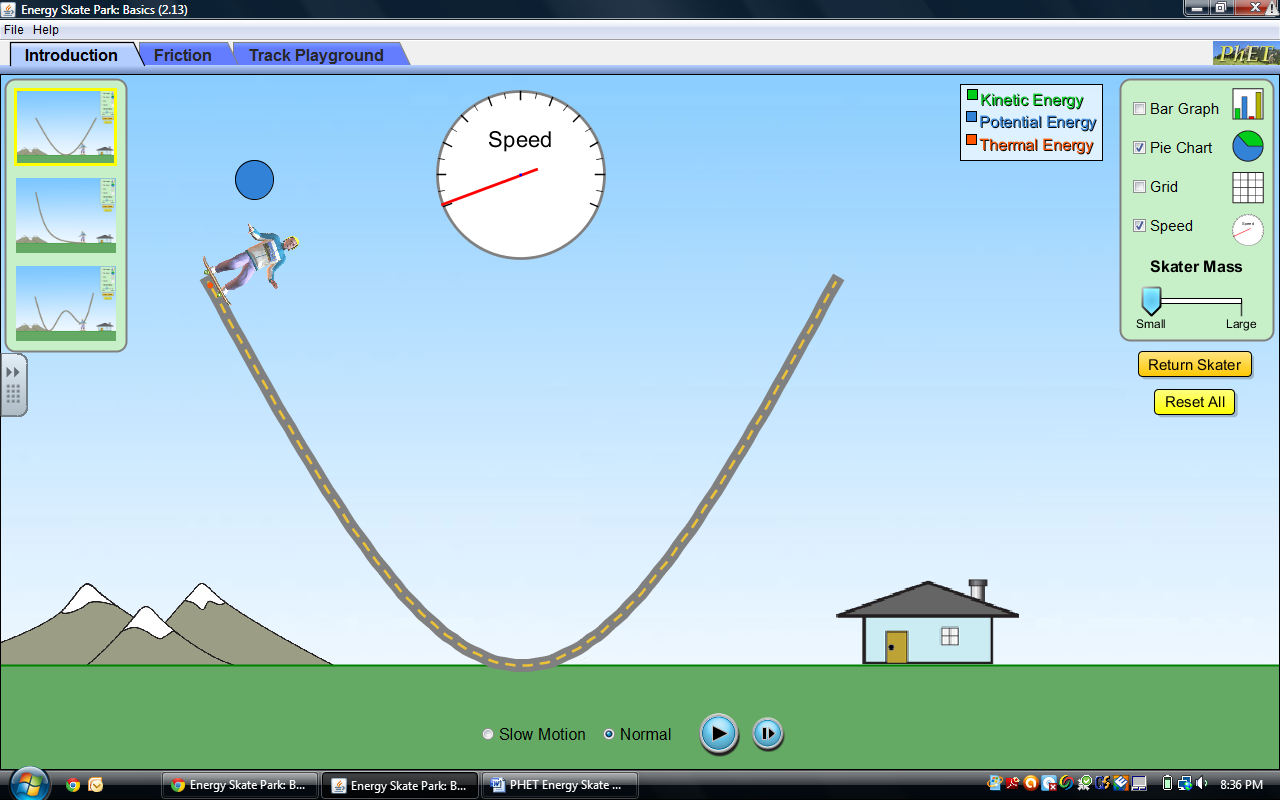 Energy Skate Park: Basics (2.13)
File Help
Introduction Friction Track Playground
PhET
Speed
Kinetic Energy
Potential Energy
Thermal Energy
Bar Graph
Pie Chart
Grid
Speed
Speed
Skater Mass
Small Large
Return Skater
Reset All
Slow Motion Normal
Energy Skate Park: B... Energy Skate Park: B... PHET Energy Skate ... 8:36 PM